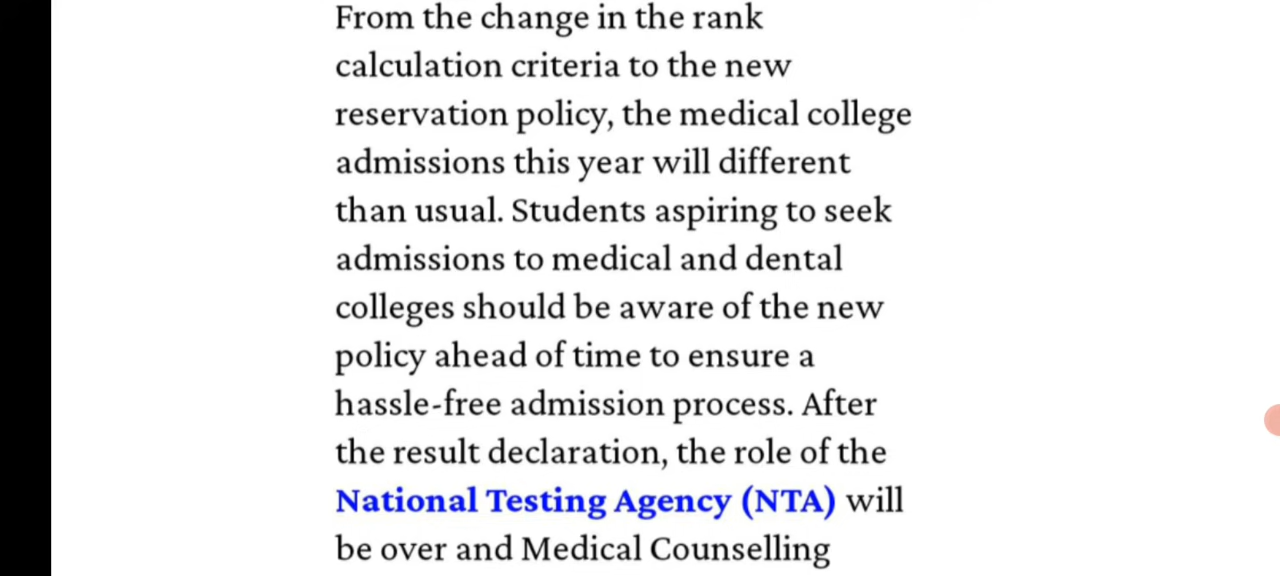 From the change in the rank
calculation criteria to the new
reservation policy, the medical college
admissions this year will different
than usual. Students aspiring to seek
admissions to medical and dental
colleges should be aware of the new
policy ahead of time to ensure a
hassle-free admission process. After
the result declaration, the role of the
National Testing Agency (NTA) will
be over and Medical Counselling